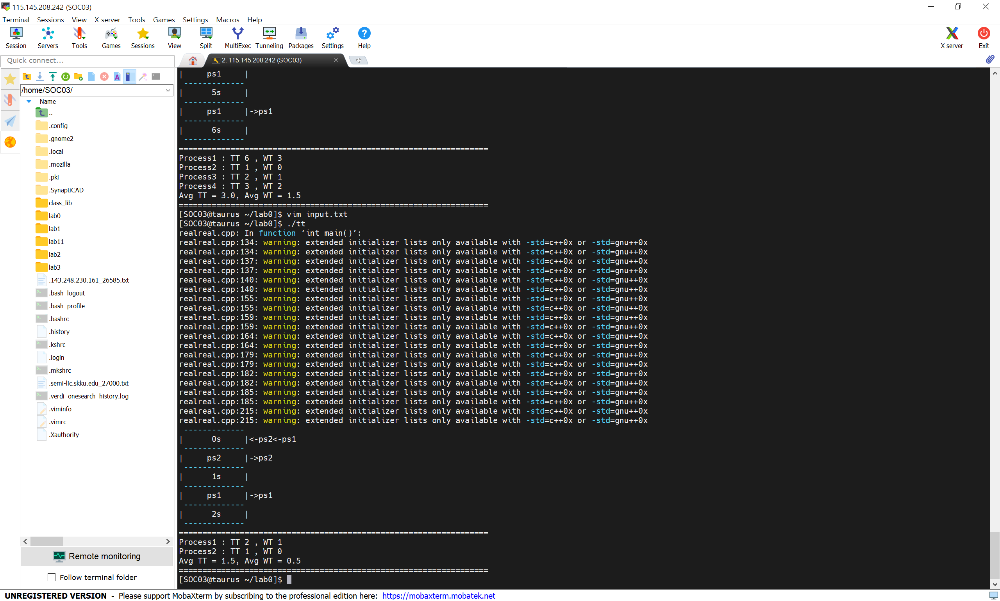 115.145.208.242 (SOC03)
Terminal Sessions View X server Tools Games Settings Macros Help
Session Servers Tools Games Sessions View Split MultiExec Tunneling Packages Settings Help X server Exit
Quick connect...
2. 115.145.208.242 (SOC03)
/home/SOC03/
Name
..
.config
.gnome2
.local
.mozilla
.pki
.SynaptiCAD
class_lib
lab0
lab1
lab11
lab2
lab3
.143.248.230.161_26585.txt
.bash_logout
.bash_profile
.bashrc
.history
.kshrc
.login
.mkshrc
.semi-lic.skku.edu_27000.txt
.verdi_onesearch_history.log
.viminfo
.vimrc
.Xauthority
Remote monitoring
Follow terminal folder
| ps1 |
-------------
| 5s |
-------------
| ps1 |->ps1
-------------
| 6s |
-------------
==================================================================
Process1 : TT 6 , WT 3
Process2 : TT 1 , WT 0
Process3 : TT 2 , WT 1
Process4 : TT 3 , WT 2
Avg TT = 3.0, Avg WT = 1.5
==================================================================
[SOC03@taurus ~/lab0]$ vim input.txt
[SOC03@taurus ~/lab0]$ ./tt
realreal.cpp: In function ‘int main()’:
realreal.cpp:134: warning: extended initializer lists only available with -std=c++0x or -std=gnu++0x
realreal.cpp:134: warning: extended initializer lists only available with -std=c++0x or -std=gnu++0x
realreal.cpp:137: warning: extended initializer lists only available with -std=c++0x or -std=gnu++0x
realreal.cpp:137: warning: extended initializer lists only available with -std=c++0x or -std=gnu++0x
realreal.cpp:140: warning: extended initializer lists only available with -std=c++0x or -std=gnu++0x
realreal.cpp:140: warning: extended initializer lists only available with -std=c++0x or -std=gnu++0x
realreal.cpp:155: warning: extended initializer lists only available with -std=c++0x or -std=gnu++0x
realreal.cpp:155: warning: extended initializer lists only available with -std=c++0x or -std=gnu++0x
realreal.cpp:159: warning: extended initializer lists only available with -std=c++0x or -std=gnu++0x
realreal.cpp:159: warning: extended initializer lists only available with -std=c++0x or -std=gnu++0x
realreal.cpp:164: warning: extended initializer lists only available with -std=c++0x or -std=gnu++0x
realreal.cpp:164: warning: extended initializer lists only available with -std=c++0x or -std=gnu++0x
realreal.cpp:179: warning: extended initializer lists only available with -std=c++0x or -std=gnu++0x
realreal.cpp:179: warning: extended initializer lists only available with -std=c++0x or -std=gnu++0x
realreal.cpp:182: warning: extended initializer lists only available with -std=c++0x or -std=gnu++0x
realreal.cpp:182: warning: extended initializer lists only available with -std=c++0x or -std=gnu++0x
realreal.cpp:185: warning: extended initializer lists only available with -std=c++0x or -std=gnu++0x
realreal.cpp:185: warning: extended initializer lists only available with -std=c++0x or -std=gnu++0x
realreal.cpp:215: warning: extended initializer lists only available with -std=c++0x or -std=gnu++0x
realreal.cpp:215: warning: extended initializer lists only available with -std=c++0x or -std=gnu++0x
-------------
| 0s |<-ps2<-ps1
-------------
| ps2 |->ps2
-------------
| 1s |
-------------
| ps1 |->ps1
-------------
| 2s |
-------------
==================================================================
Process1 : TT 2 , WT 1
Process2 : TT 1 , WT 0
Avg TT = 1.5, Avg WT = 0.5
==================================================================
[SOC03@taurus ~/lab0]$
UNREGISTERED VERSION - Please support MobaXterm by subscribing to the professional edition here: https://mobaxterm.mobatek.net